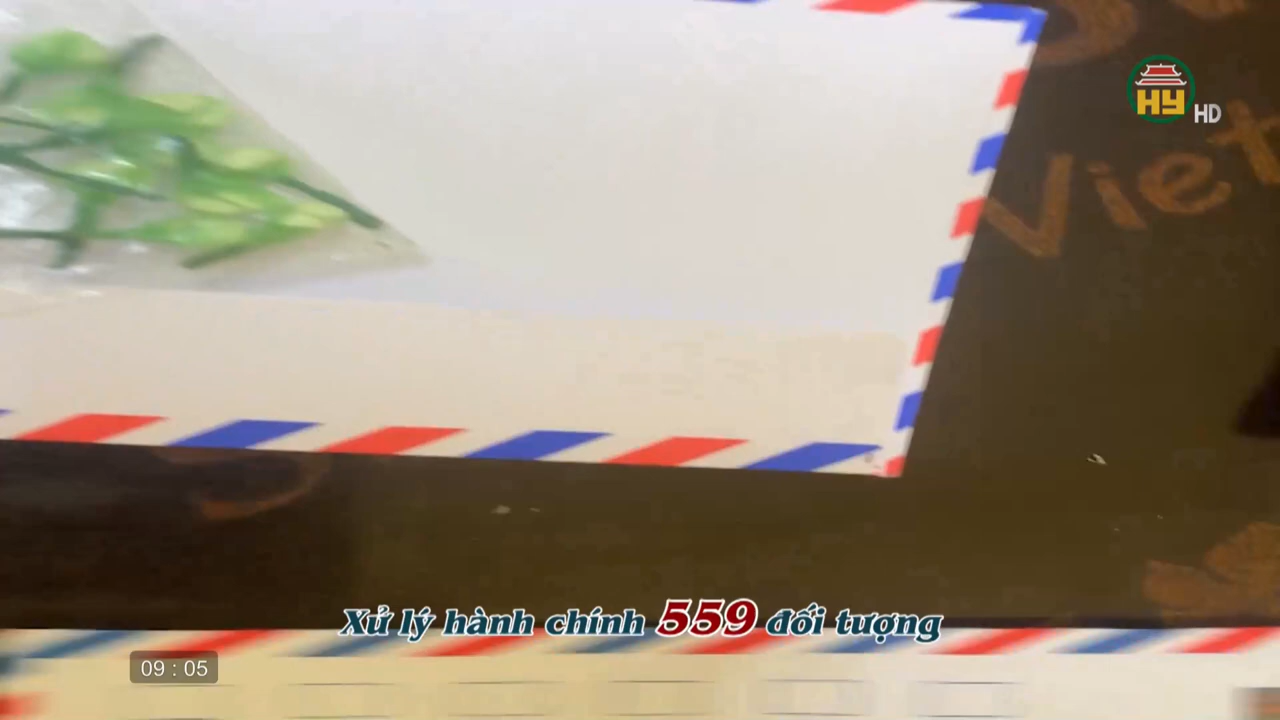 HY HD
Viet
Xử lý hành chính 559 đối tượng
09 : 05